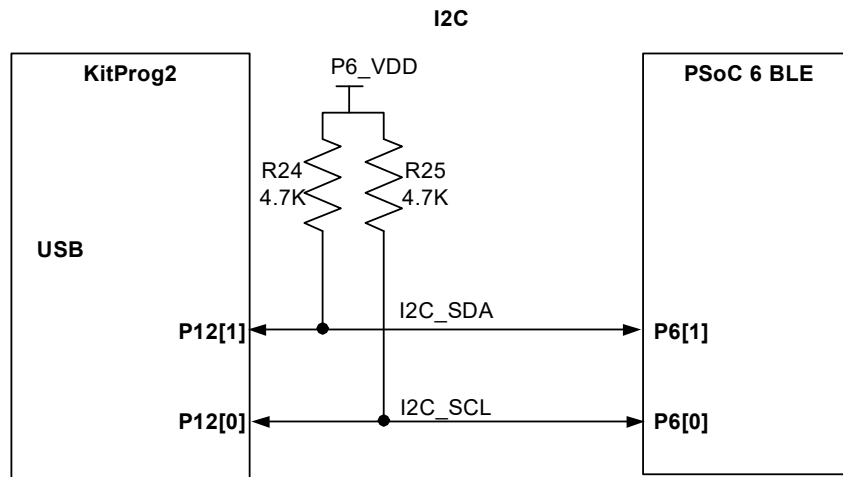 I2C
KitProg2
P6_VDD
PSoC 6 BLE
R24
4.7K
R25
4.7K
USB
I2C_SDA
P12[1]
P6[1]
I2C_SCL
P12[0]
P6[0]